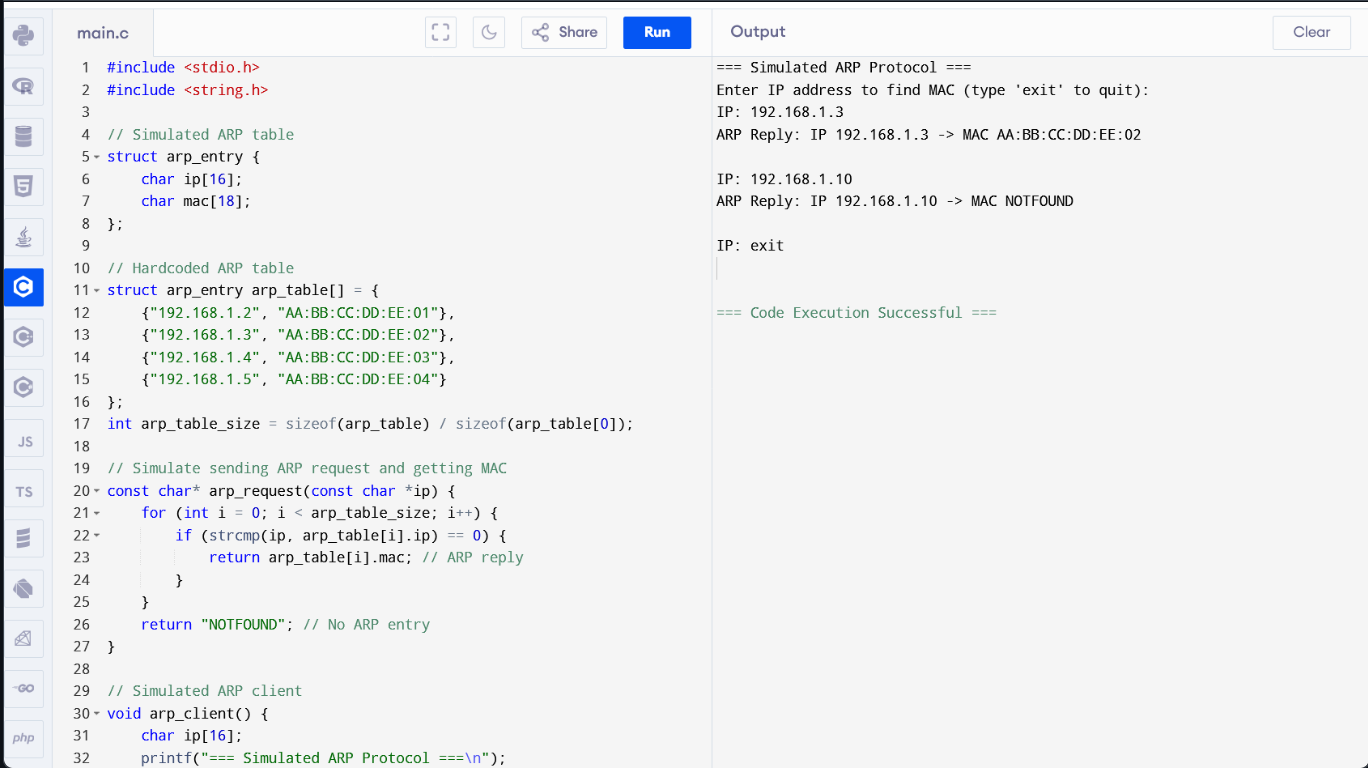 main.c
Share
Run
Output
Clear
1 #include <stdio.h>
2 #include <string.h>
3
4 // Simulated ARP table
5 struct arp_entry {
6     char ip[16];
7     char mac[18];
8 };
9
10 // Hardcoded ARP table
11 struct arp_entry arp_table[] = {
12     {"192.168.1.2", "AA:BB:CC:DD:EE:01"},
13     {"192.168.1.3", "AA:BB:CC:DD:EE:02"},
14     {"192.168.1.4", "AA:BB:CC:DD:EE:03"},
15     {"192.168.1.5", "AA:BB:CC:DD:EE:04"}
16 };
17 int arp_table_size = sizeof(arp_table) / sizeof(arp_table[0]);
18
19 // Simulate sending ARP request and getting MAC
20 const char* arp_request(const char *ip) {
21     for (int i = 0; i < arp_table_size; i++) {
22         if (strcmp(ip, arp_table[i].ip) == 0) {
23             return arp_table[i].mac; // ARP reply
24         }
25     }
26     return "NOTFOUND"; // No ARP entry
27 }
28
29 // Simulated ARP client
30 void arp_client() {
31     char ip[16];
32     printf("=== Simulated ARP Protocol ===\n");
=== Simulated ARP Protocol ===
Enter IP address to find MAC (type 'exit' to quit):
IP: 192.168.1.3
ARP Reply: IP 192.168.1.3 -> MAC AA:BB:CC:DD:EE:02
IP: 192.168.1.10
ARP Reply: IP 192.168.1.10 -> MAC NOTFOUND
IP: exit
=== Code Execution Successful ===
R
5
C
JS
TS
GO
php